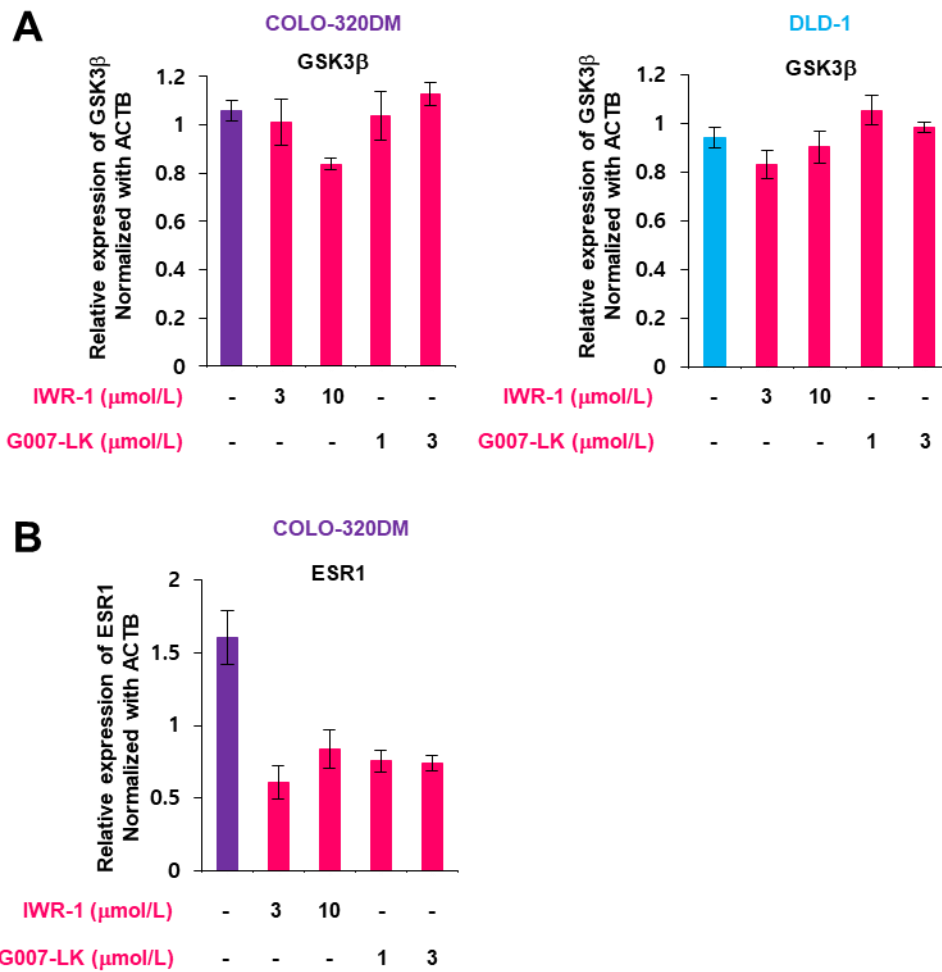 A
COLO-320DM
GSK3β
Relative expression of GSK3β
Normalized with ACTB
1.2
1
0.8
0.6
0.4
0.2
0
IWR-1 (μmol/L) - 3 10 - -
G007-LK (μmol/L) - - - 1 3
DLD-1
GSK3β
Relative expression of GSK3β
Normalized with ACTB
1.2
1
0.8
0.6
0.4
0.2
0
IWR-1 (μmol/L) - 3 10 - -
G007-LK (μmol/L) - - - 1 3
B
COLO-320DM
ESR1
Relative expression of ESR1
Normalized with ACTB
2
1.5
1
0.5
0
IWR-1 (μmol/L) - 3 10 - -
G007-LK (μmol/L) - - - 1 3